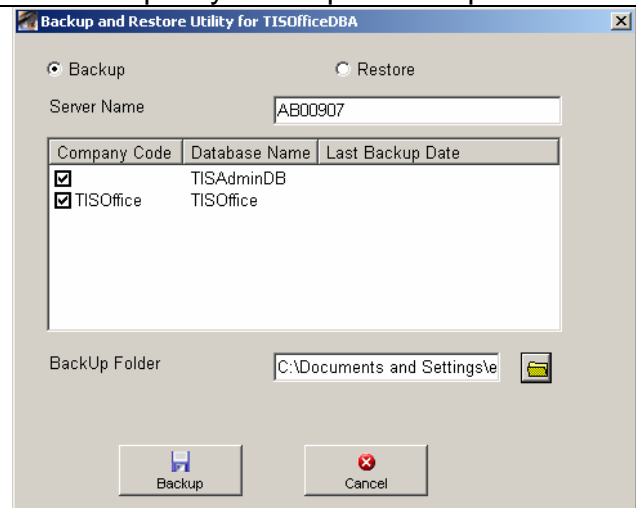 Backup and Restore Utility for TISOfficeDBA
Backup Restore
Server Name AB00907
Company Code Database Name Last Backup Date
TISAdminDB
TISOffice TISOffice
BackUp Folder C:\Documents and Settings\e
Backup Cancel